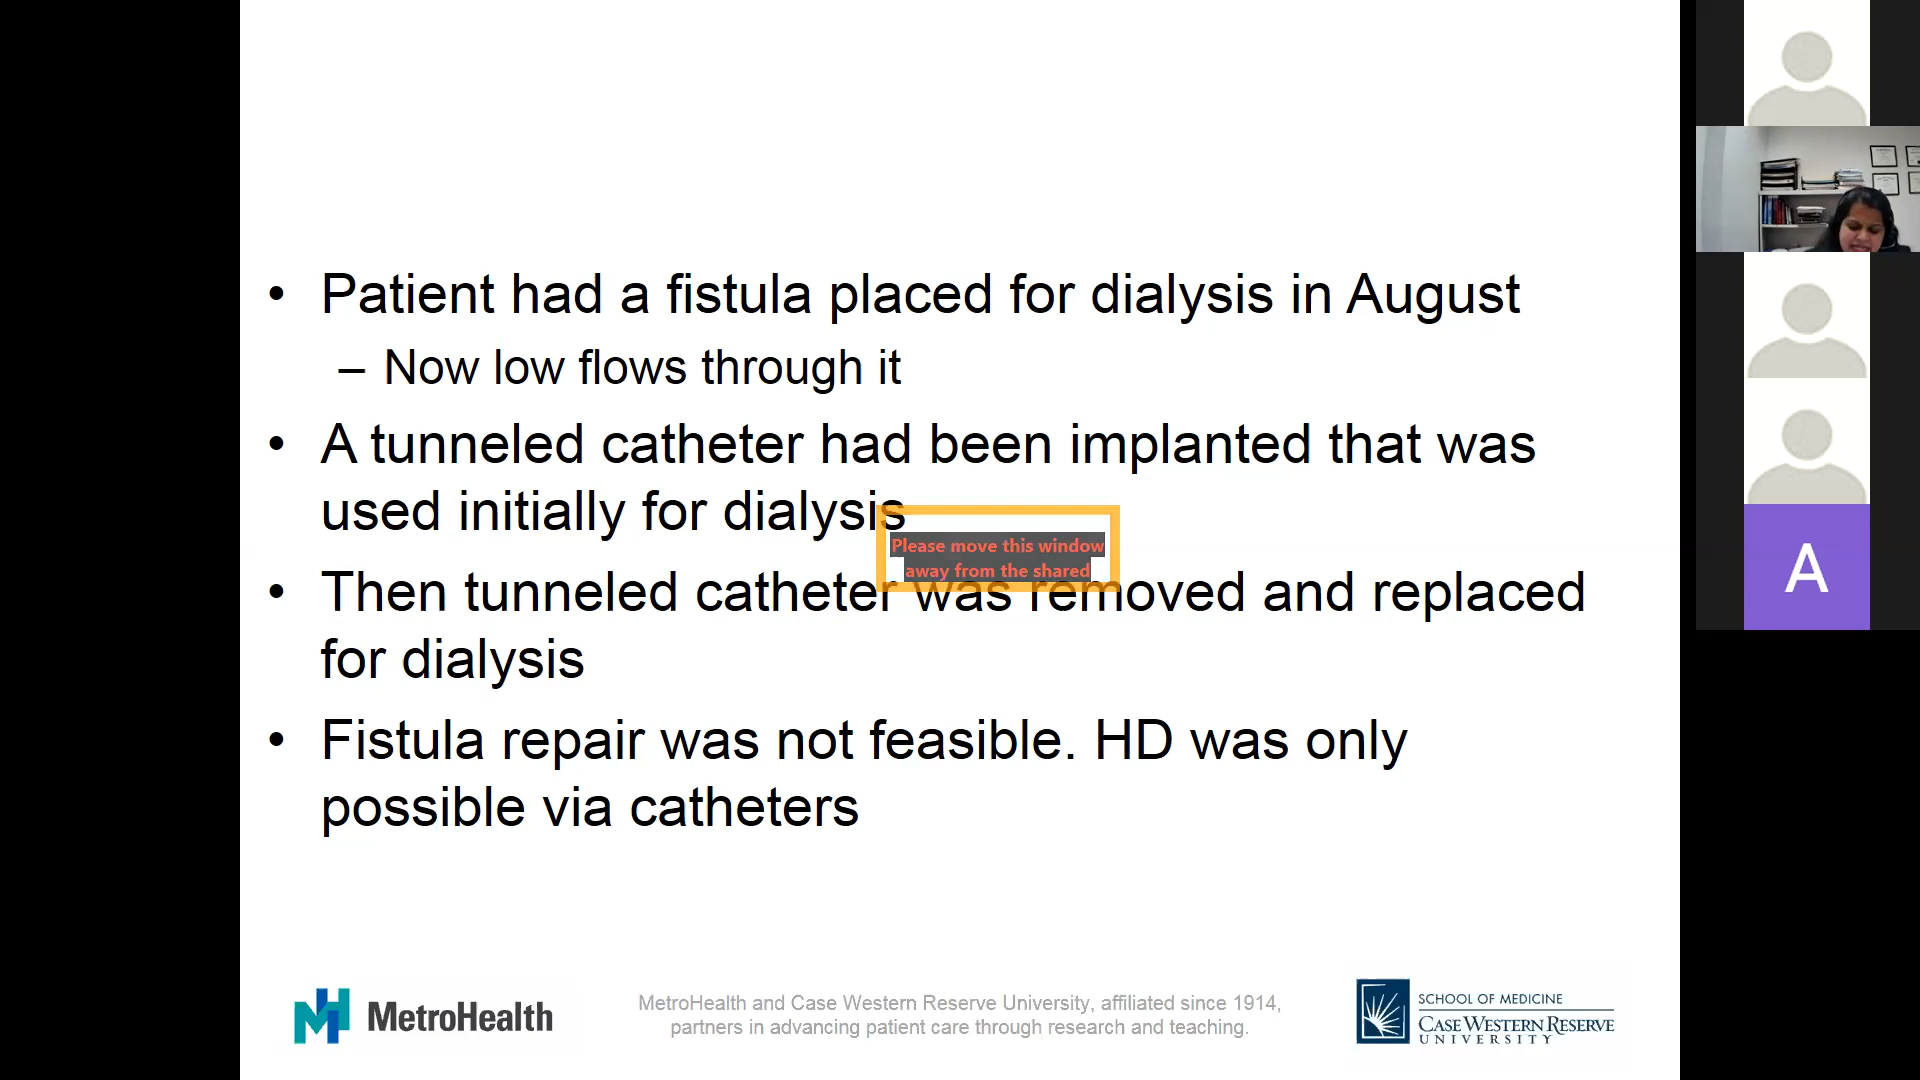 • Patient had a fistula placed for dialysis in August
– Now low flows through it
• A tunneled catheter had been implanted that was
used initially for dialysis
Please move this window
away from the shared
• Then tunneled catheter was removed and replaced
for dialysis
• Fistula repair was not feasible. HD was only
possible via catheters
MetroHealth
MetroHealth and Case Western Reserve University, affiliated since 1914,
partners in advancing patient care through research and teaching.
SCHOOL OF MEDICINE
CASE WESTERN RESERVE
UNIVERSITY
A